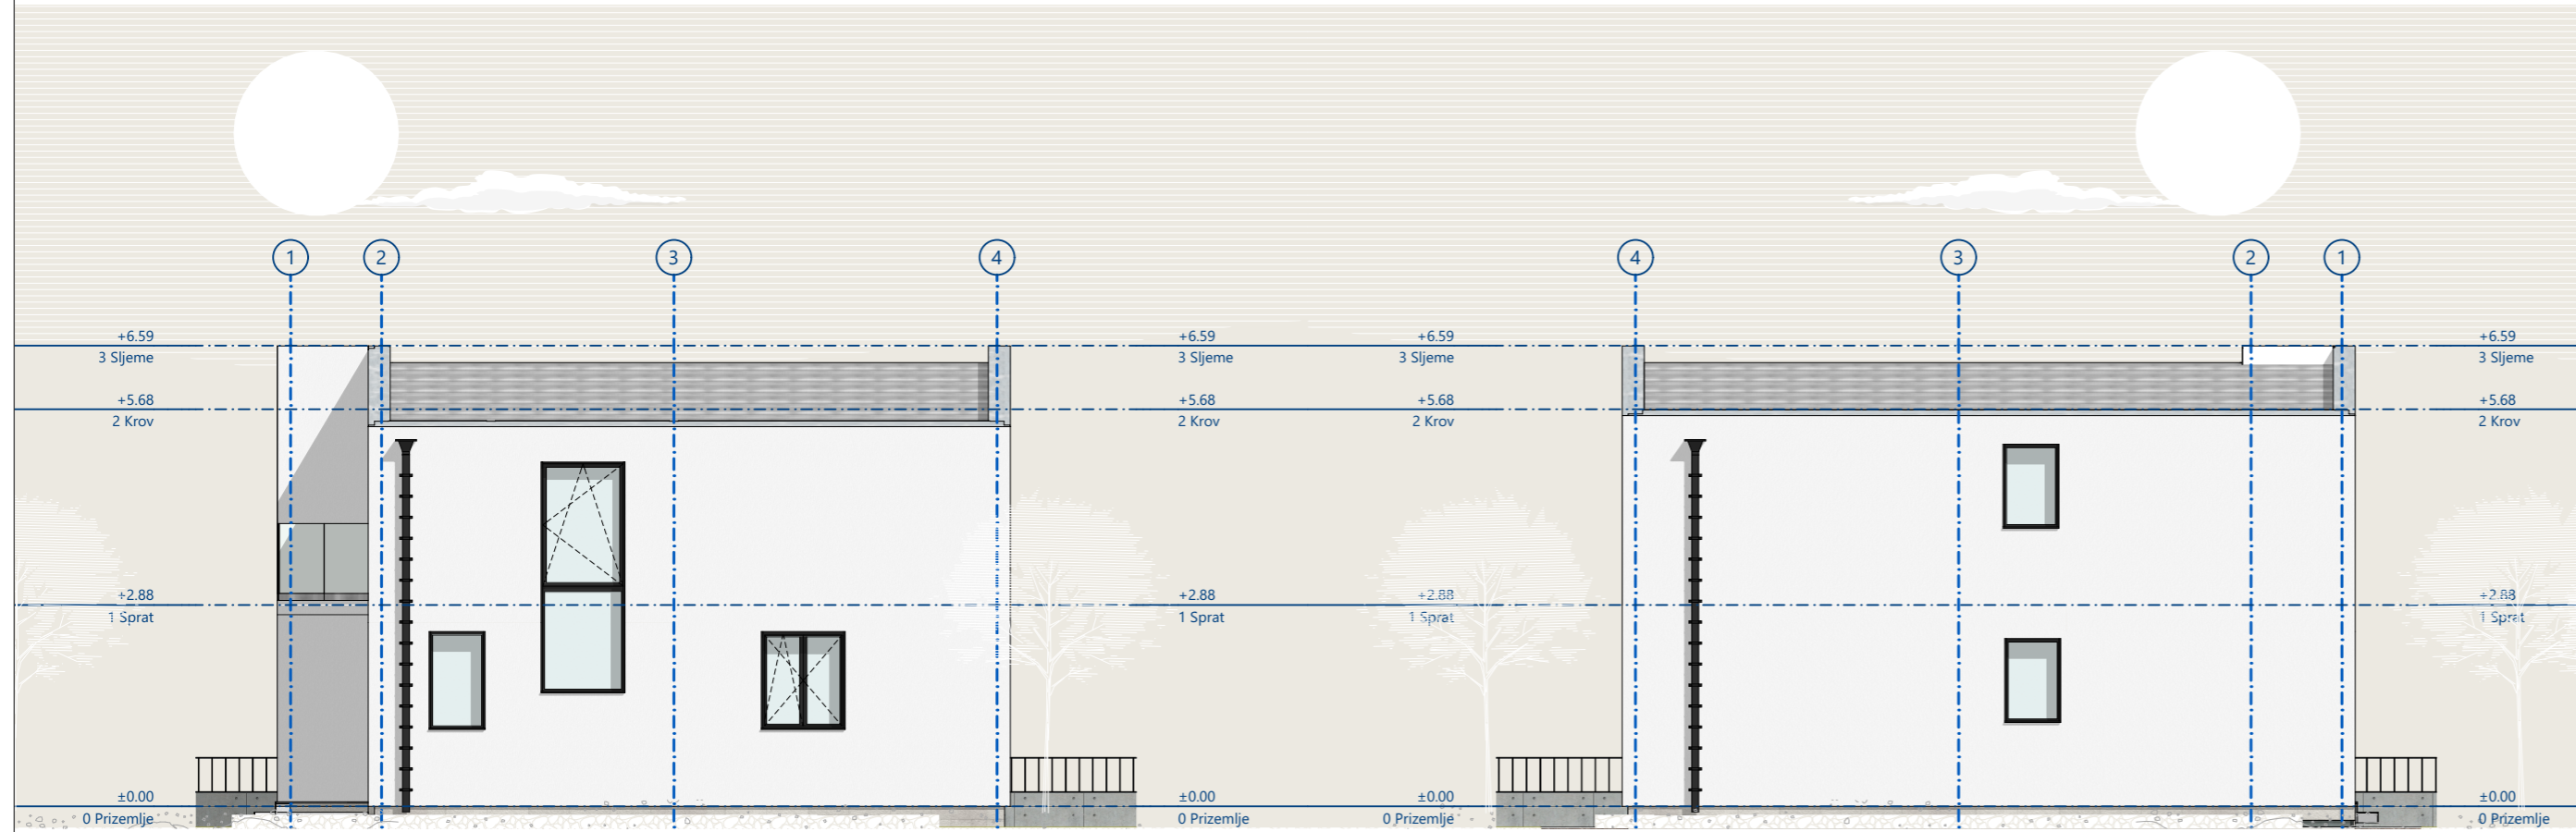 1 2 3 4 4 3 2 1
+6.59 +6.59 +6.59 +6.59
3 Sljeme 3 Sljeme 3 Sljeme 3 Sljeme
+5.68 +5.68 +5.68 +5.68
2 Krov 2 Krov 2 Krov 2 Krov
+2.88 +2.88 +2.88 +2.88
1 Sprat 1 Sprat 1 Sprat 1 Sprat
±0.00 ±0.00 ±0.00 ±0.00
0 Prizemlje 0 Prizemlje 0 Prizemlje 0 Prizemlje